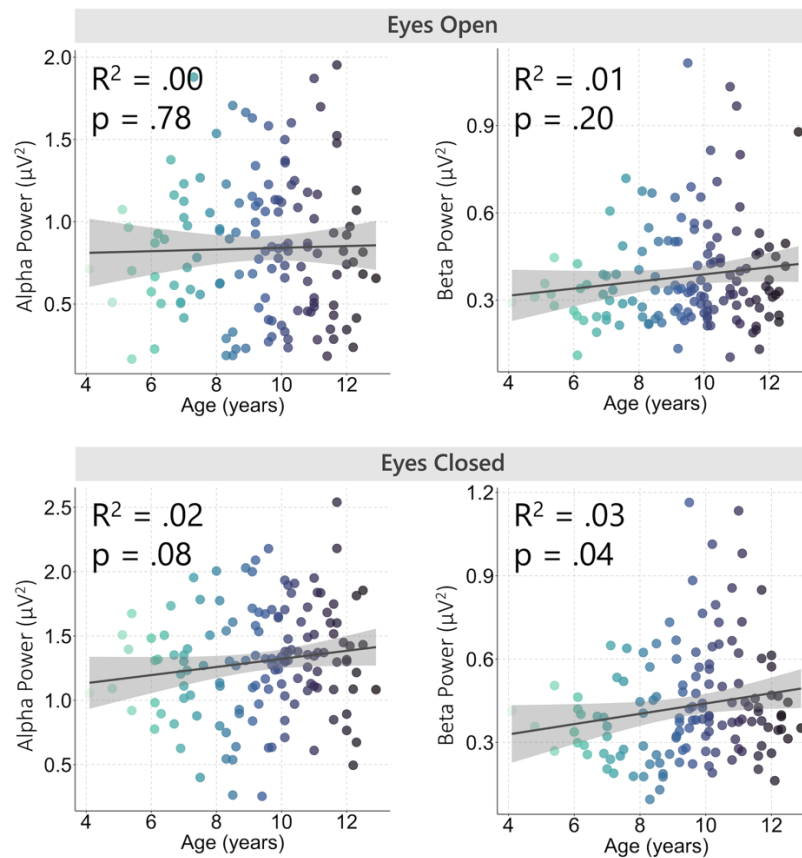 Eyes Open
R² = .00
p = .78
2.0
1.5
1.0
0.5
Alpha Power (µV²)
4 6 8 10 12
Age (years)
R² = .01
p = .20
0.9
0.6
0.3
Beta Power (µV²)
4 6 8 10 12
Age (years)
Eyes Closed
R² = .02
p = .08
2.5
2.0
1.5
1.0
0.5
Alpha Power (µV²)
4 6 8 10 12
Age (years)
R² = .03
p = .04
1.2
0.9
0.6
0.3
Beta Power (µV²)
4 6 8 10 12
Age (years)